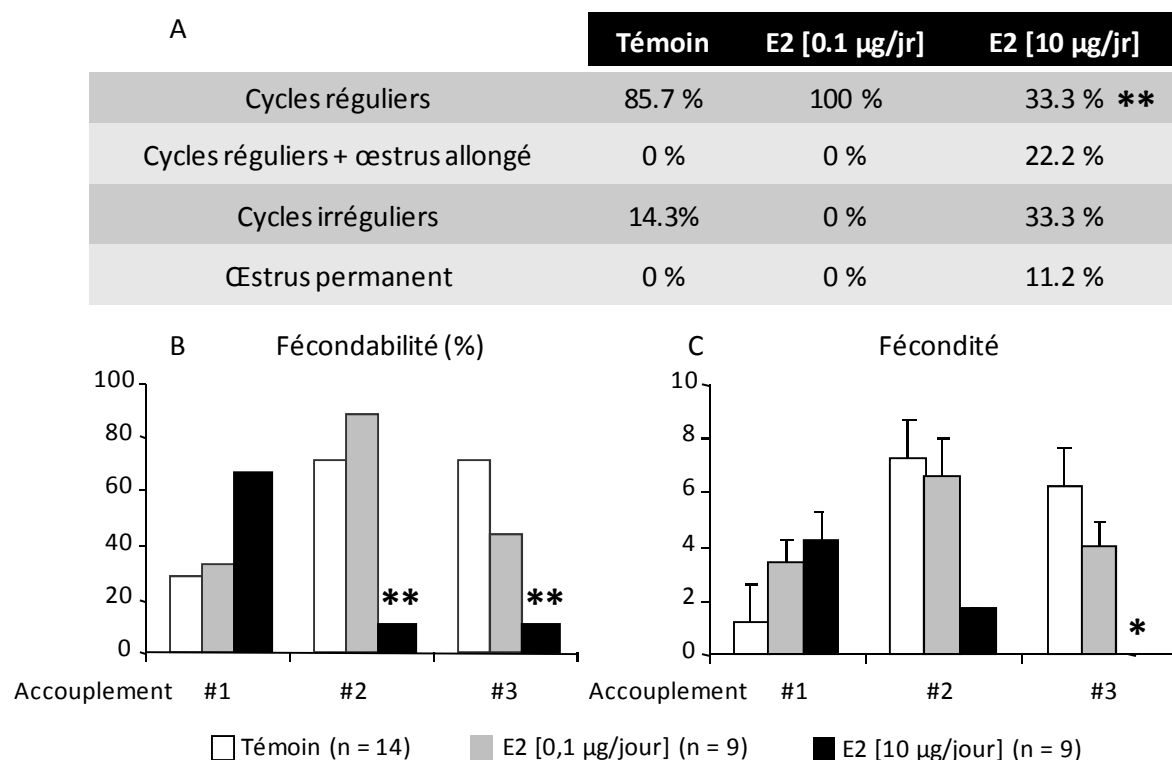 A
Témoin E2 [0.1 µg/jr] E2 [10 µg/jr]
Cycles réguliers 85.7 % 100 % 33.3 % **
Cycles réguliers + œstrus allongé 0 % 0 % 22.2 %
Cycles irréguliers 14.3% 0 % 33.3 %
Œstrus permanent 0 % 0 % 11.2 %
B Fécondabilité (%)
100
80
60
40
20
0
** **
Accouplement #1 #2 #3
C Fécondité
10
8
6
4
2
0
*
Accouplement #1 #2 #3
Témoin (n = 14) E2 [0,1 µg/jour] (n = 9) E2 [10 µg/jour] (n = 9)